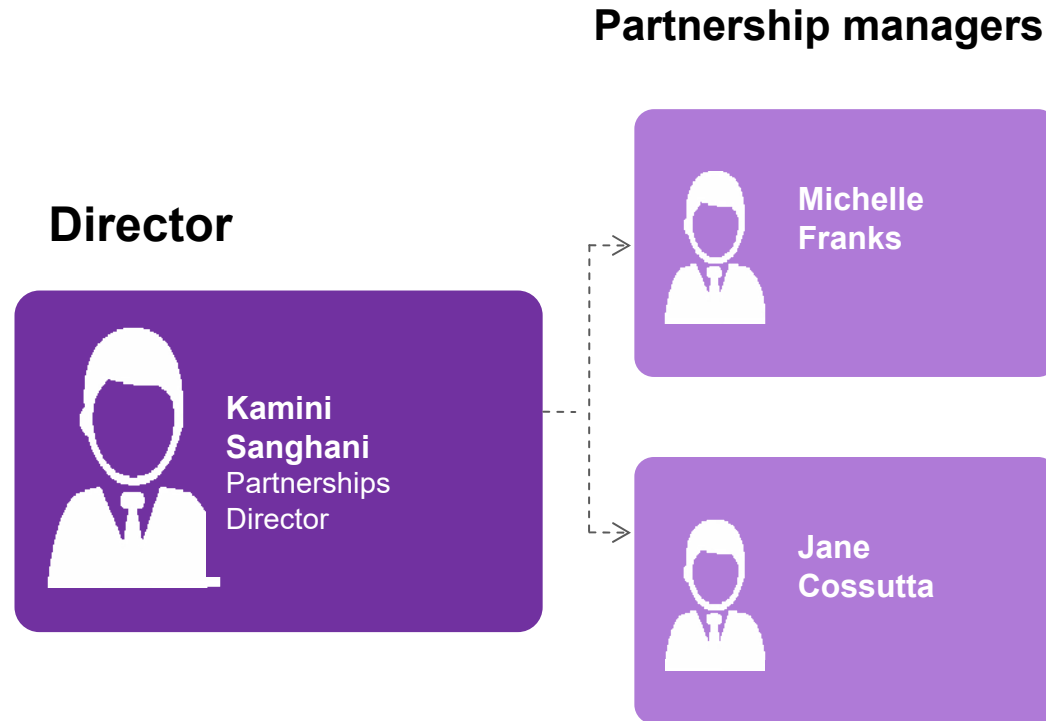 Partnership managers
Director
Michelle
Franks
Kamini
Sanghani
Partnerships
Director
Jane
Cossutta